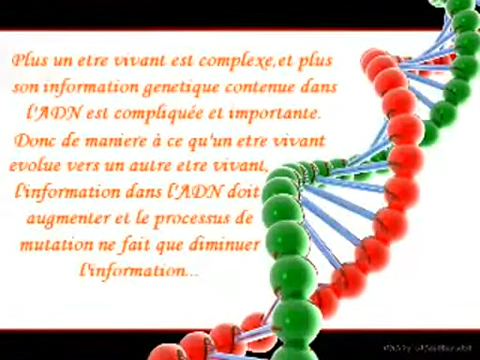 Plus un etre vivant est complexe,et plus
son information genetique contenue dans
l'ADN est compliquée et importante.
Donc de maniere à ce qu'un etre vivant
evolue vers un autre etre vivant,
l'information dans l'ADN doit
augmenter et le processus de
mutation ne fait que diminuer
l'information...